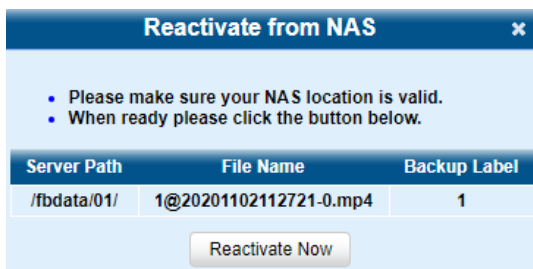 Reactivate from NAS
Please make sure your NAS location is valid.
When ready please click the button below.
Server Path File Name Backup Label
/fbdata/01/ 1@20201102112721-0.mp4 1
Reactivate Now